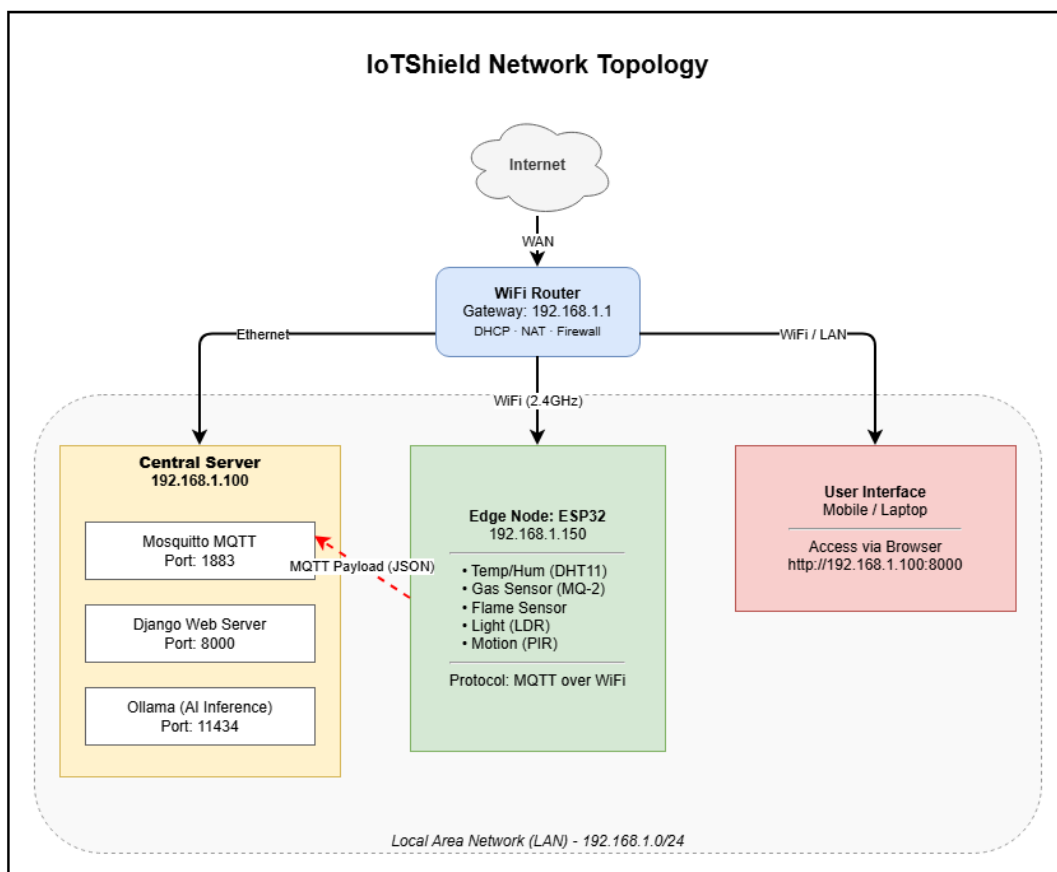 IoTShield Network Topology
Internet
WAN
WiFi Router
Gateway: 192.168.1.1
DHCP · NAT · Firewall
Ethernet
WiFi / LAN
WiFi (2.4GHz)
Central Server
192.168.1.100
Mosquitto MQTT
Port: 1883
Django Web Server
Port: 8000
Ollama (AI Inference)
Port: 11434
MQTT Payload (JSON)
Edge Node: ESP32
192.168.1.150
• Temp/Hum (DHT11)
• Gas Sensor (MQ-2)
• Flame Sensor
• Light (LDR)
• Motion (PIR)
Protocol: MQTT over WiFi
User Interface
Mobile / Laptop
Access via Browser
http://192.168.1.100:8000
Local Area Network (LAN) - 192.168.1.0/24